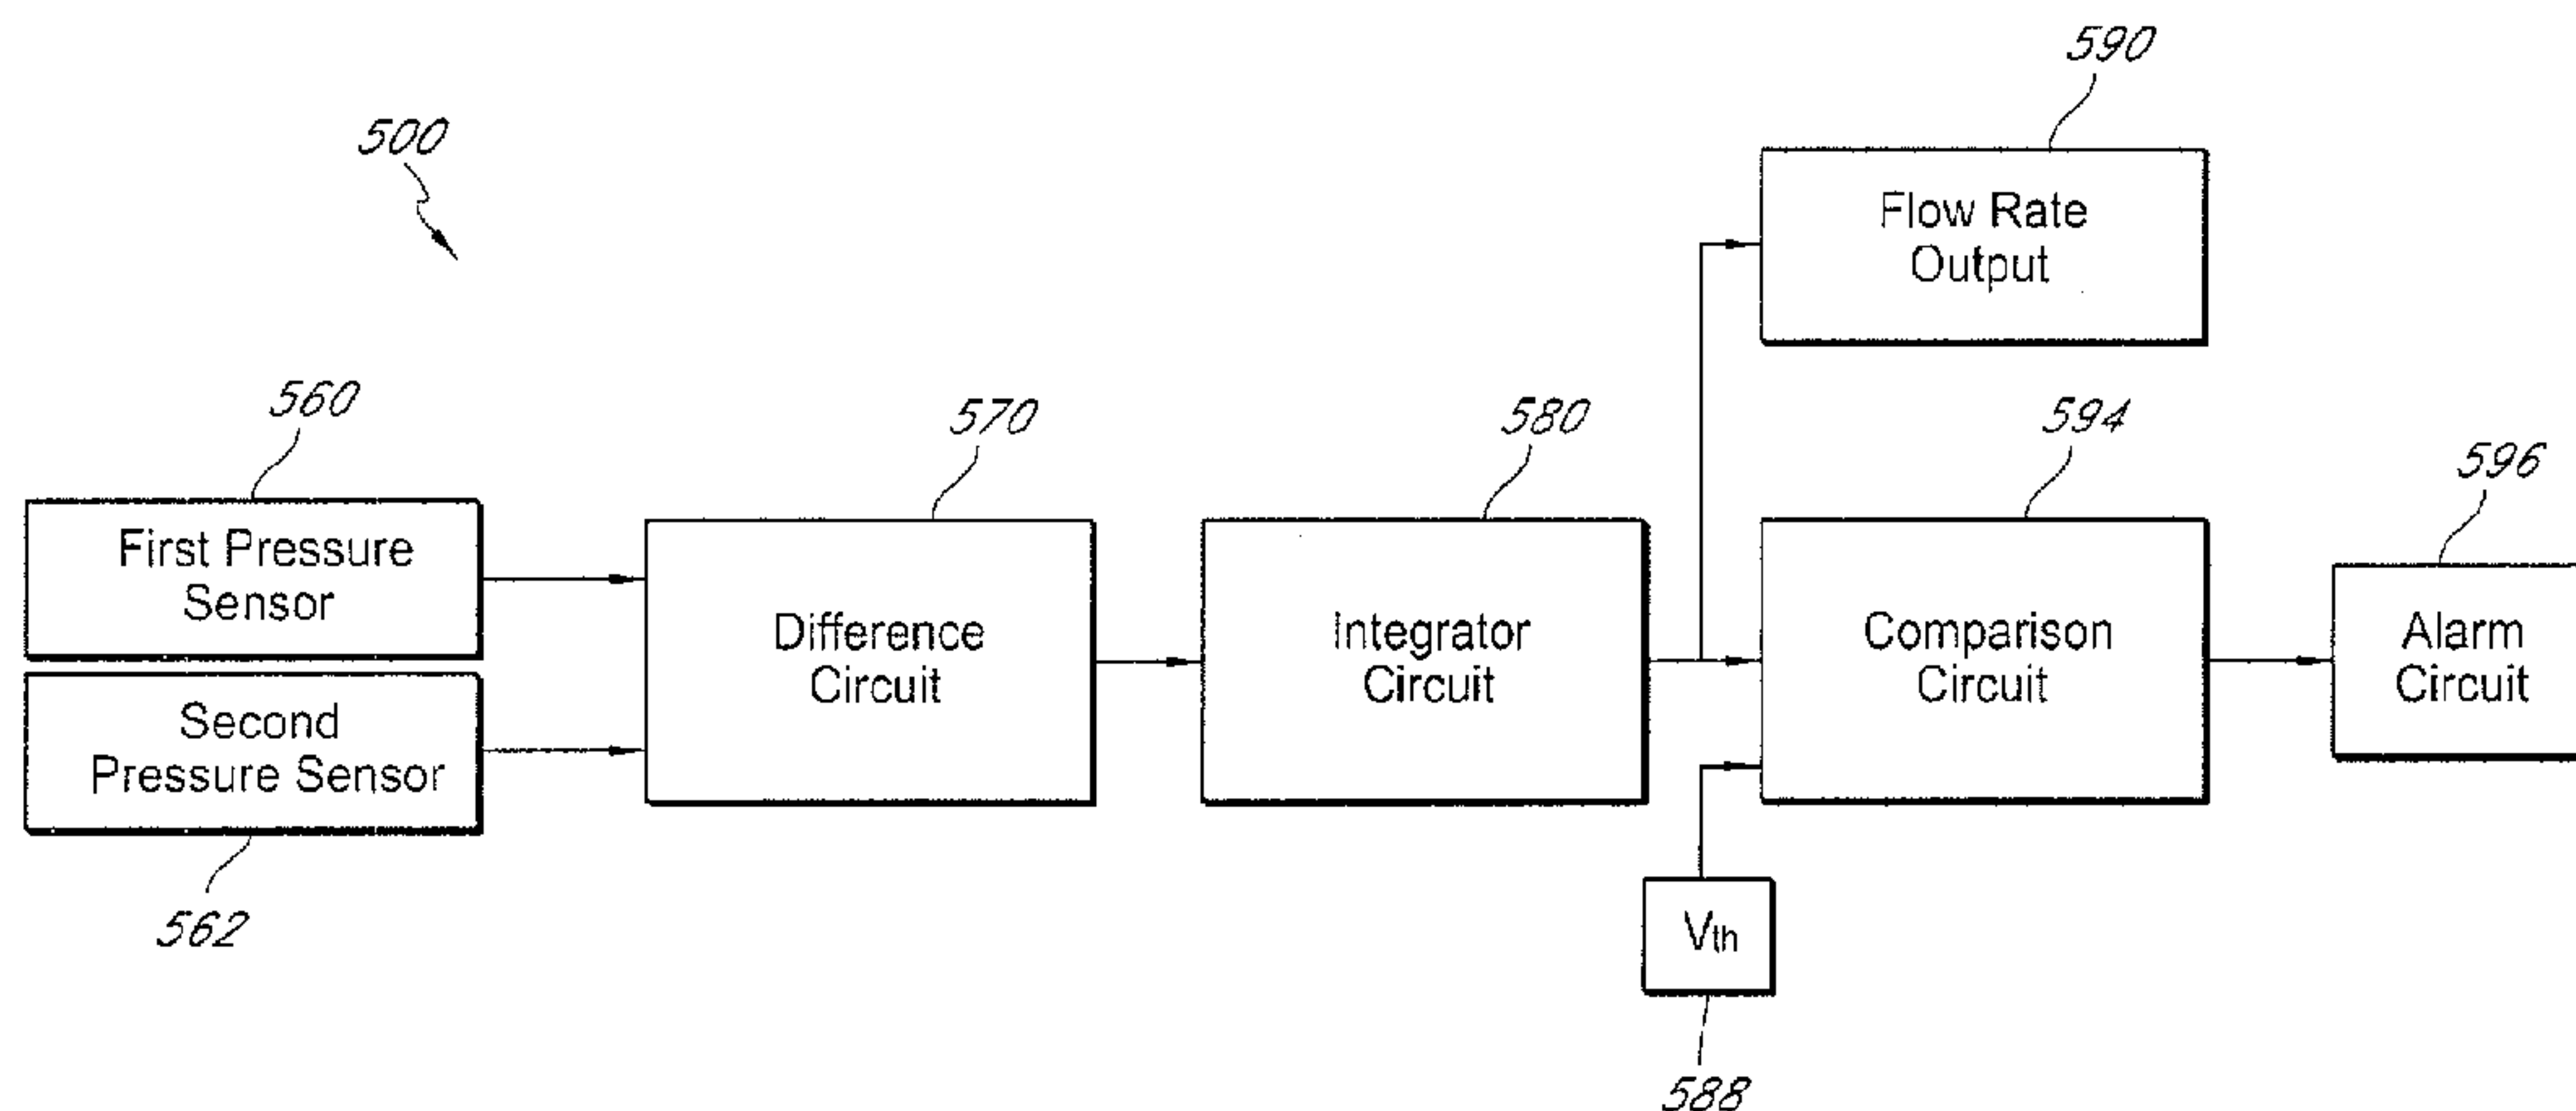 590
500
Flow Rate
Output
560
570
580
594
596
First Pressure
Sensor
Second
Pressure Sensor
Difference
Circuit
Integrator
Circuit
Comparison
Circuit
Alarm
Circuit
562
Vth
588